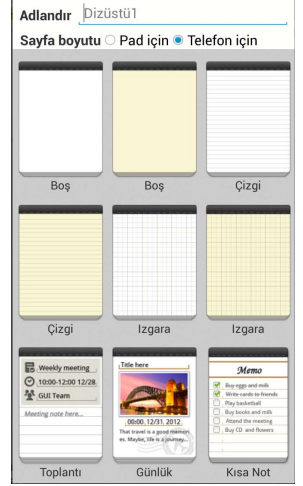 Adlandır Dizüstü1
Sayfa boyutu Pad için Telefon için
Boş Boş Çizgi
Çizgi Izgara Izgara
Weekly meeting
10:00-12:00 12/28.
GUI Team
Meeting note here...
Title here
00:00. 12/31. 2012.
That travel is a good memori
es. Maybe, life is a journey...
Memo
Buy eggs and milk
Write cards to friends
Play basketball
Buy books and milk
Attend the meeting
Buy CD and flowers
Toplantı Günlük Kısa Not